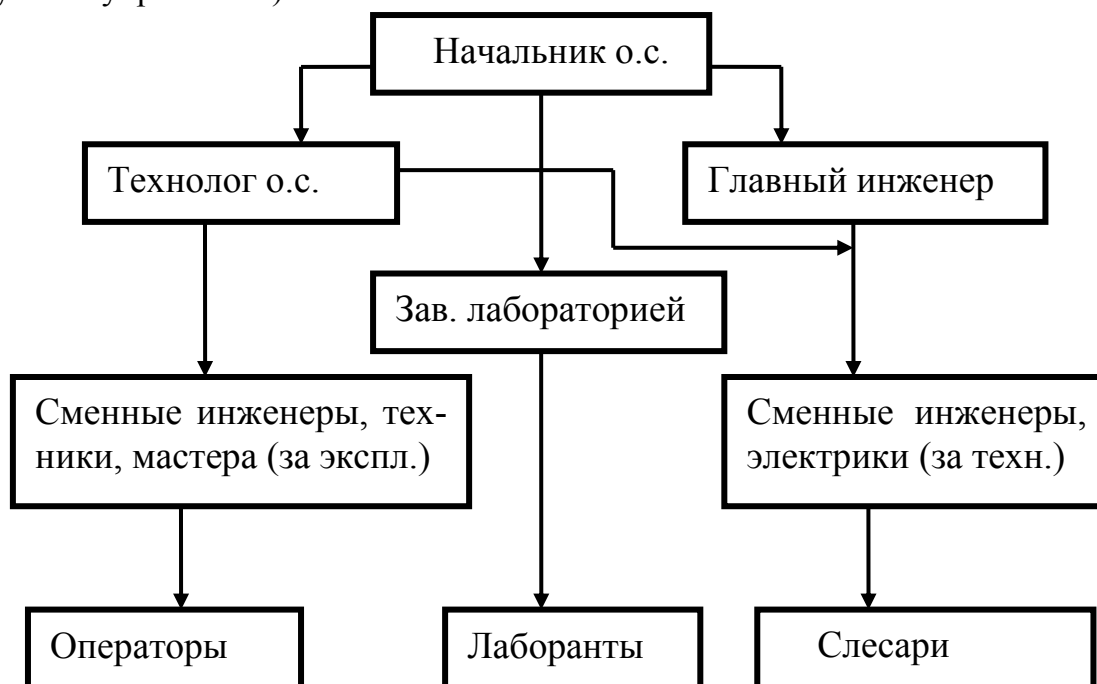 Начальник о.с.
Технолог о.с.
Главный инженер
Зав. лабораторией
Сменные инженеры, тех-
ники, мастера (за экспл.)
Сменные инженеры,
электрики (за техн.)
Операторы
Лаборанты
Слесари